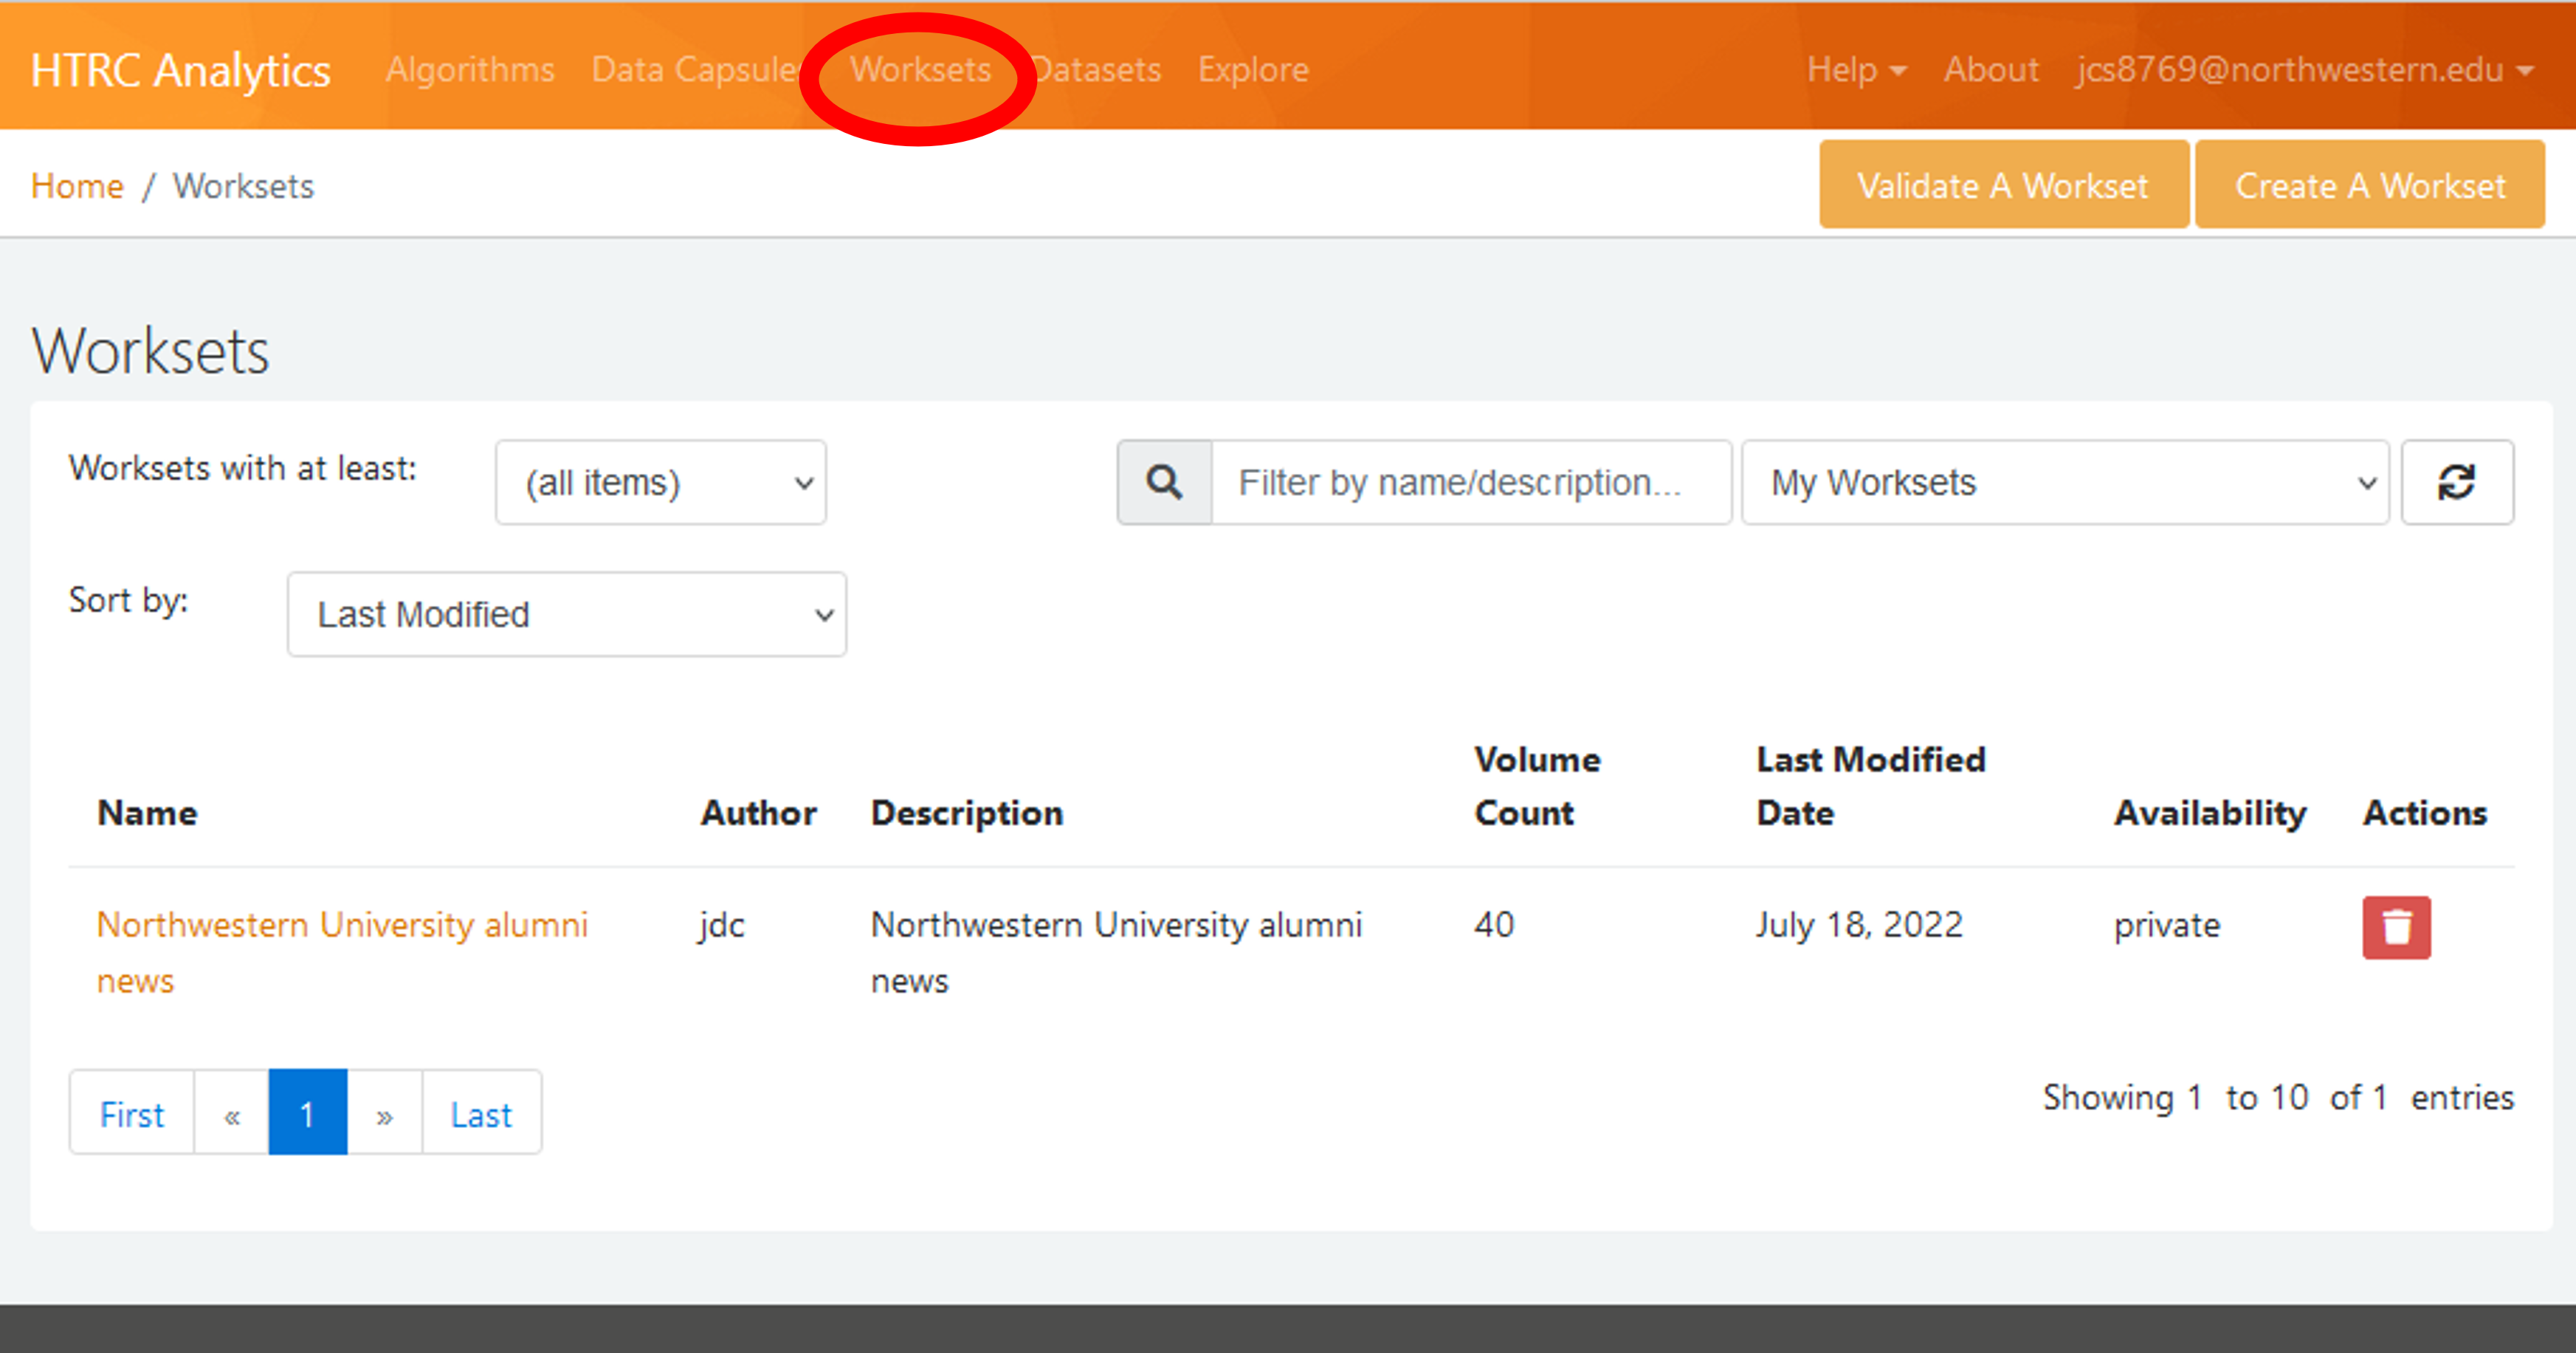 HTRC Analytics Algorithms Data Capsule Worksets Datasets Explore Help About jcs8769@northwestern.edu
Home / Worksets Validate A Workset Create A Workset
Worksets
Worksets with at least: (all items) Filter by name/description... My Worksets
Sort by: Last Modified
Name Author Description Volume Count Last Modified Date Availability Actions
Northwestern University alumni jdc Northwestern University alumni 40 July 18, 2022 private
news news
First « 1 » Last Showing 1 to 10 of 1 entries